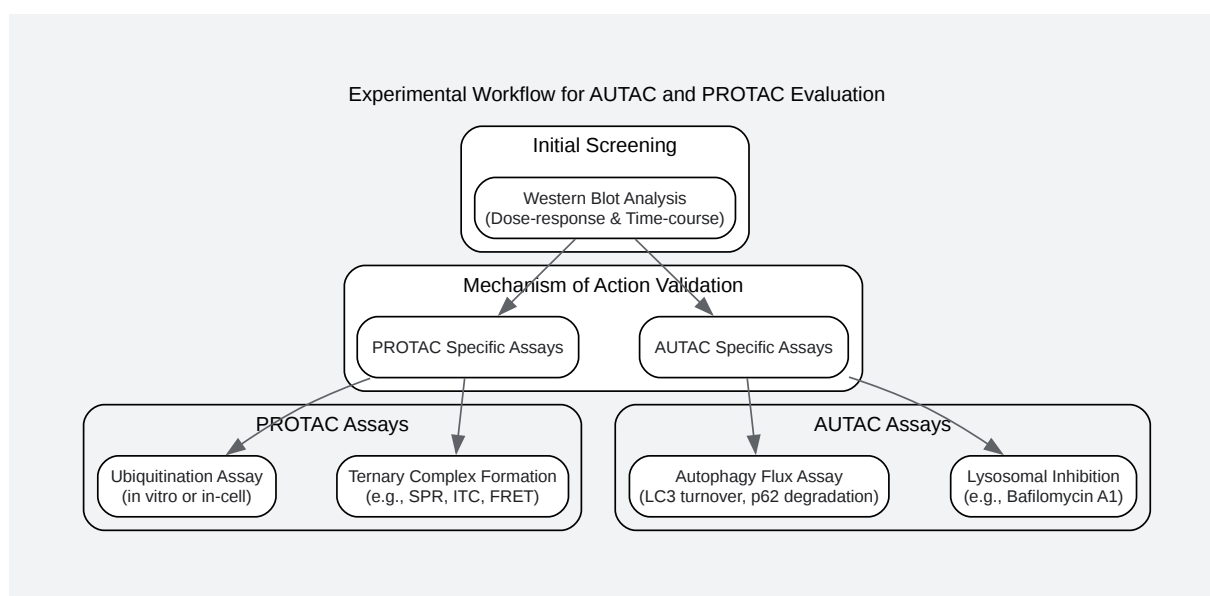 Experimental Workflow for AUTAC and PROTAC Evaluation
Initial Screening
Western Blot Analysis
(Dose-response & Time-course)
Mechanism of Action Validation
PROTAC Specific Assays
AUTAC Specific Assays
PROTAC Assays
Ubiquitination Assay
(in vitro or in-cell)
Ternary Complex Formation
(e.g., SPR, ITC, FRET)
AUTAC Assays
Autophagy Flux Assay
(LC3 turnover, p62 degradation)
Lysosomal Inhibition
(e.g., Bafilomycin A1)